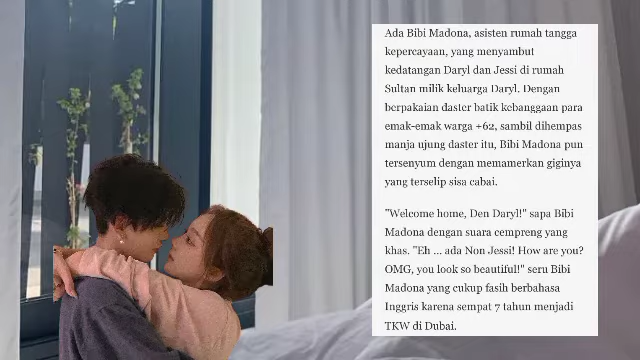 Ada Bibi Madona, asisten rumah tangga
kepercayaan, yang menyambut
kedatangan Daryl dan Jessi di rumah
Sultan milik keluarga Daryl. Dengan
berpakaian daster batik kebanggaan para
emak-emak warga +62, sambil dihempas
manja ujung daster itu, Bibi Madona pun
tersenyum dengan memamerkan giginya
yang terselip sisa cabai.
"Welcome home, Den Daryl!" sapa Bibi
Madona dengan suara cempreng yang
khas. "Eh ... ada Non Jessi! How are you?
OMG, you look so beautiful!" seru Bibi
Madona yang cukup fasih berbahasa
Inggris karena sempat 7 tahun menjadi
TKW di Dubai.